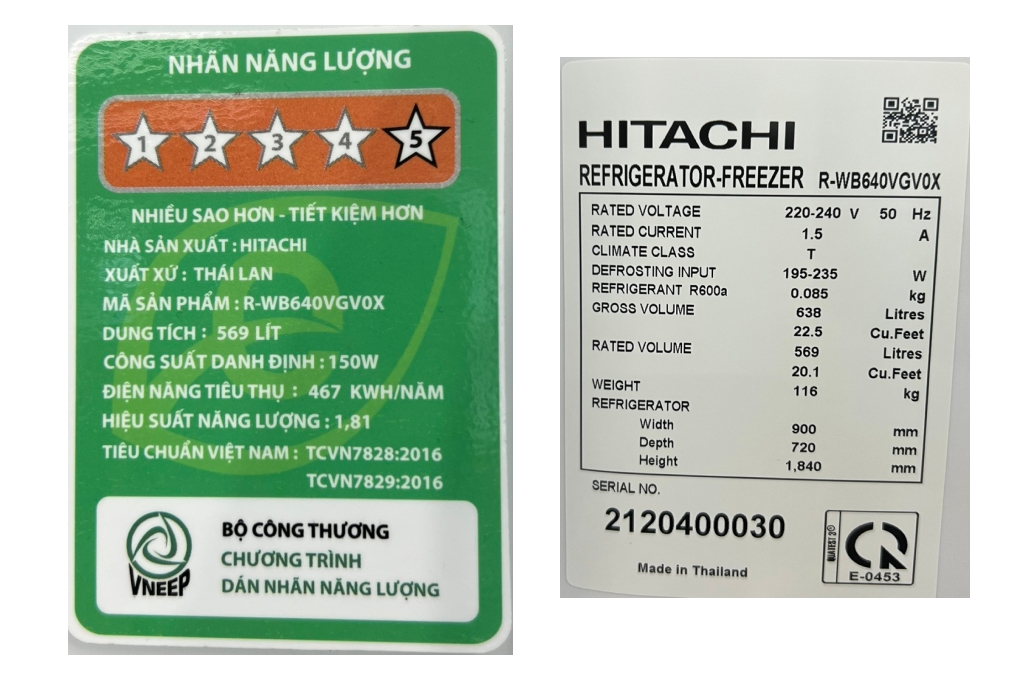 NHÃN NĂNG LƯỢNG
1 2 3 4 5
NHIỀU SAO HƠN - TIẾT KIỆM HƠN
NHÀ SẢN XUẤT : HITACHI
XUẤT XỨ : THÁI LAN
MÃ SẢN PHẨM : R-WB640VGV0X
DUNG TÍCH : 569 LÍT
CÔNG SUẤT DANH ĐỊNH : 150W
ĐIỆN NĂNG TIÊU THỤ : 467 KWH/NĂM
HIỆU SUẤT NĂNG LƯỢNG : 1,81
TIÊU CHUẨN VIỆT NAM : TCVN7828:2016
TCVN7829:2016
VNEEP
BỘ CÔNG THƯƠNG
CHƯƠNG TRÌNH
DÁN NHÃN NĂNG LƯỢNG
HITACHI
REFRIGERATOR-FREEZER R-WB640VGV0X
RATED VOLTAGE 220-240 V 50 Hz
RATED CURRENT 1.5 A
CLIMATE CLASS T
DEFROSTING INPUT 195-235 W
REFRIGERANT R600a 0.085 kg
GROSS VOLUME 638 Litres
22.5 Cu.Feet
RATED VOLUME 569 Litres
20.1 Cu.Feet
WEIGHT 116 kg
REFRIGERATOR
Width 900 mm
Depth 720 mm
Height 1,840 mm
SERIAL NO.
2120400030
Made in Thailand
QUATEST 3®
CR
E-0453